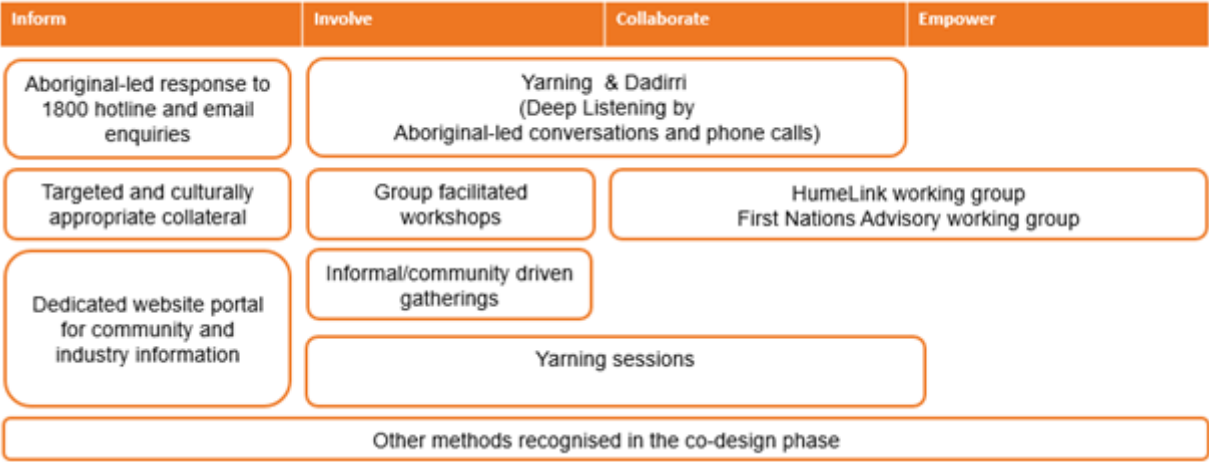 Inform
Involve
Collaborate
Empower
Aboriginal-led response to
1800 hotline and email
enquiries
Yarning & Dadirri
(Deep Listening by
Aboriginal-led conversations and phone calls)
Targeted and culturally
appropriate collateral
Group facilitated
workshops
HumeLink working group
First Nations Advisory working group
Dedicated website portal
for community and
industry information
Informal/community driven
gatherings
Yarning sessions
Other methods recognised in the co-design phase